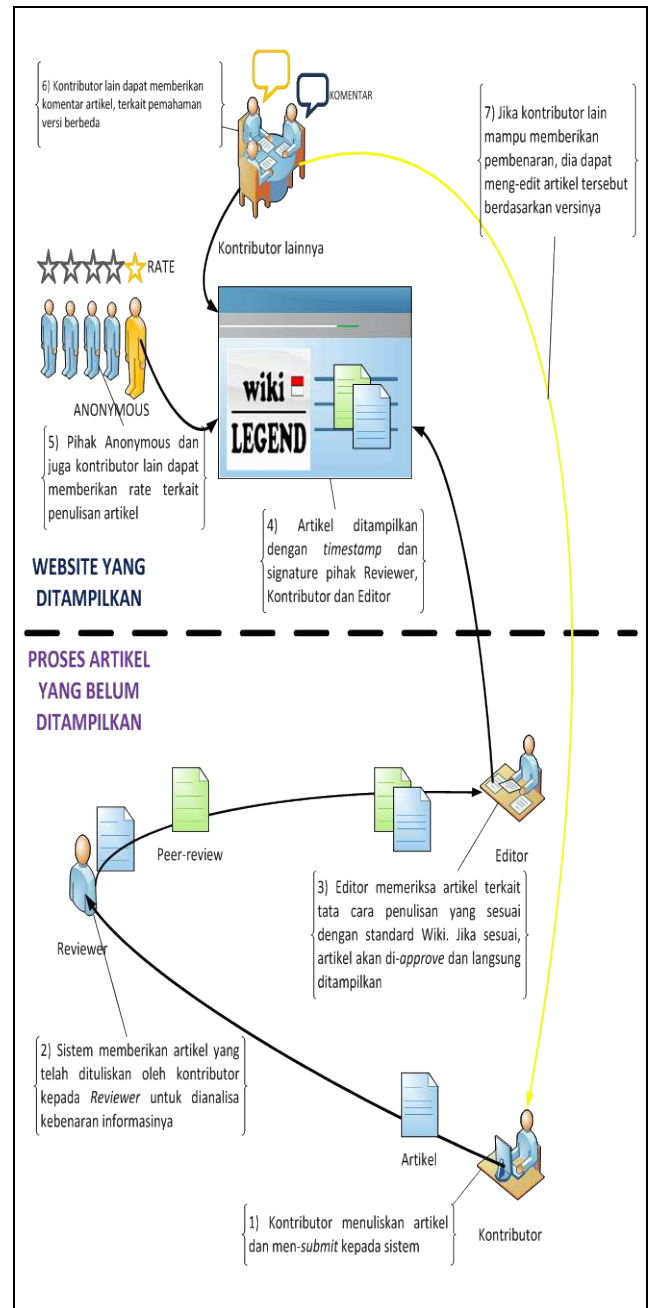 6) Kontributor lain dapat memberikan
komentar artikel, terkait pemahaman
versi berbeda
KOMENTAR
7) Jika kontributor lain
mampu memberikan
pembenaran, dia dapat
meng-edit artikel tersebut
berdasarkan versinya
Kontributor lainnya
RATE
ANONYMOUS
wiki
LEGEND
5) Pihak Anonymous dan
juga kontributor lain dapat
memberikan rate terkait
penulisan artikel
4) Artikel ditampilkan
dengan timestamp dan
signature pihak Reviewer,
Kontributor dan Editor
WEBSITE YANG
DITAMPILKAN
PROSES ARTIKEL
YANG BELUM
DITAMPILKAN
Peer-review
Editor
Reviewer
3) Editor memeriksa artikel terkait
tata cara penulisan yang sesuai
dengan standard Wiki. Jika sesuai,
artikel akan di-approve dan langsung
ditampilkan
2) Sistem memberikan artikel yang
telah dituliskan oleh kontributor
kepada Reviewer untuk dianalisa
kebenaran informasinya
Artikel
1) Kontributor menuliskan artikel
dan men-submit kepada sistem
Kontributor